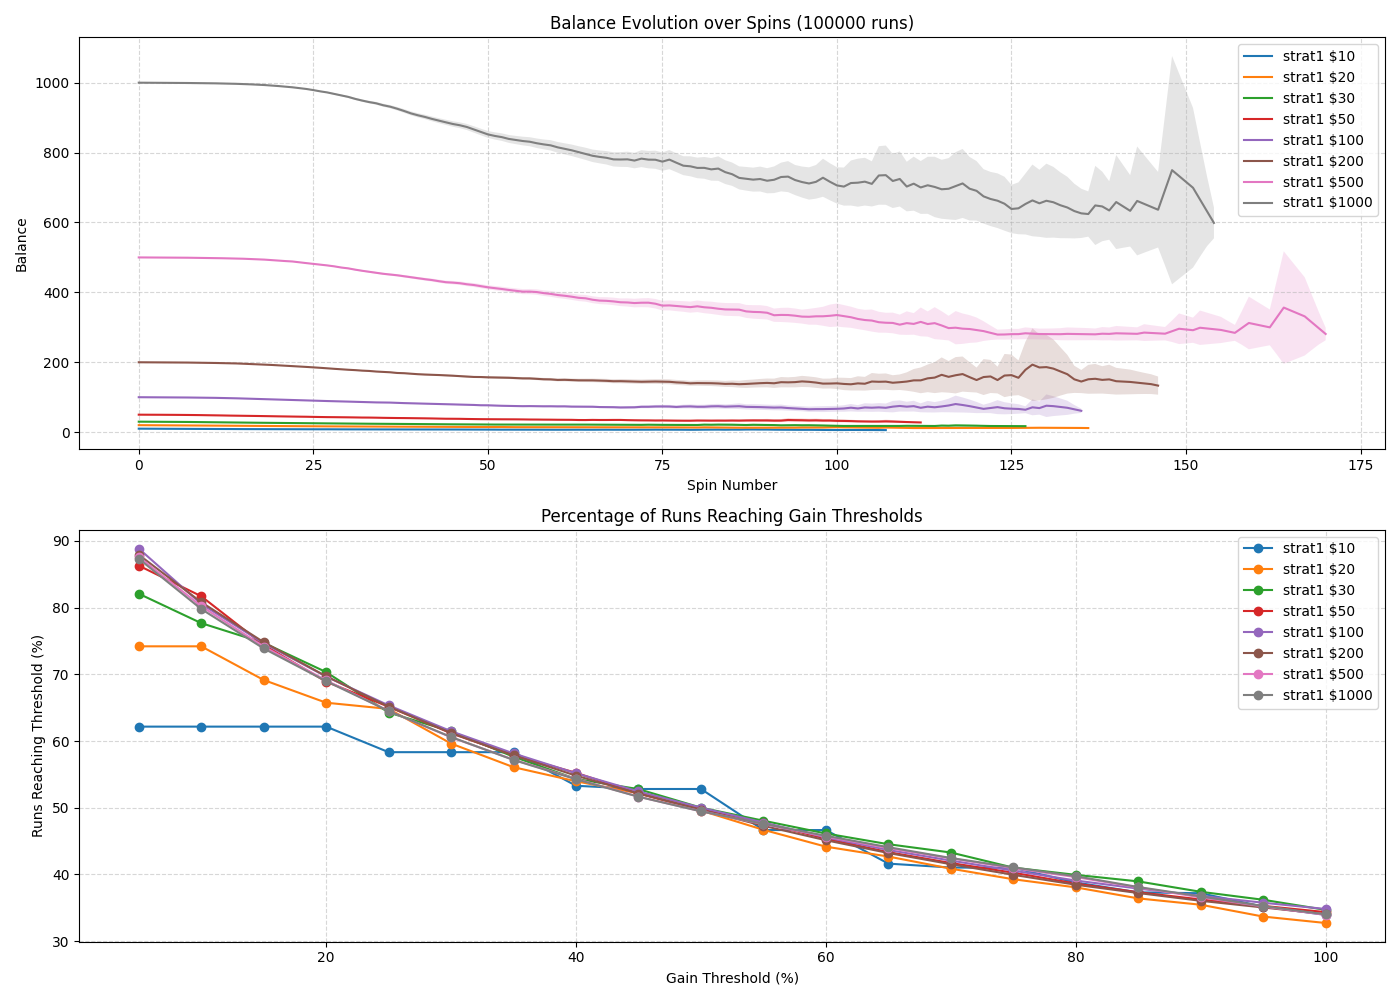 Balance Evolution over Spins (100000 runs)
Balance
1000
800
600
400
200
0
0 25 50 75 100 125 150 175
Spin Number
strat1 $10
strat1 $20
strat1 $30
strat1 $50
strat1 $100
strat1 $200
strat1 $500
strat1 $1000
Percentage of Runs Reaching Gain Thresholds
Runs Reaching Threshold (%)
90
80
70
60
50
40
30
20 40 60 80 100
Gain Threshold (%)
strat1 $10
strat1 $20
strat1 $30
strat1 $50
strat1 $100
strat1 $200
strat1 $500
strat1 $1000